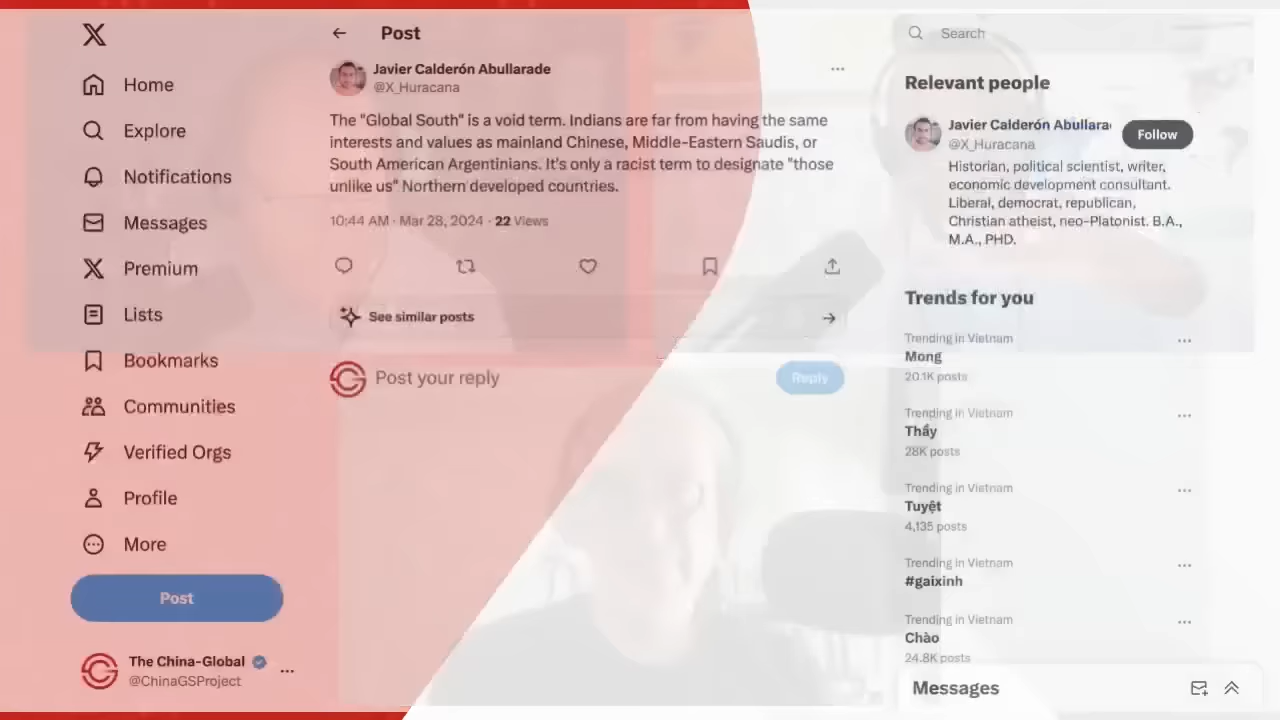 Home
Explore
Notifications
Messages
Premium
Lists
Bookmarks
Communities
Verified Orgs
Profile
More
Post
The China-Global
@ChinaGSProject
Post
Javier Calderón Abullarade
@X_Huracana
The "Global South" is a void term. Indians are far from having the same
interests and values as mainland Chinese, Middle-Eastern Saudis, or
South American Argentinians. It's only a racist term to designate "those
unlike us" Northern developed countries.
10:44 AM · Mar 28, 2024 · 22 Views
See similar posts
Post your reply
Reply
Search
Relevant people
Javier Calderón Abullara
Follow
@X_Huracana
Historian, political scientist, writer,
economic development consultant.
Liberal, democrat, republican,
Christian atheist, neo-Platonist. B.A.,
M.A., PHD.
Trends for you
Trending in Vietnam
Mong
20.1K posts
Trending in Vietnam
Thầy
28K posts
Trending in Vietnam
Tuyệt
4,135 posts
Trending in Vietnam
#gaixinh
Trending in Vietnam
Chào
24.8K posts
Messages